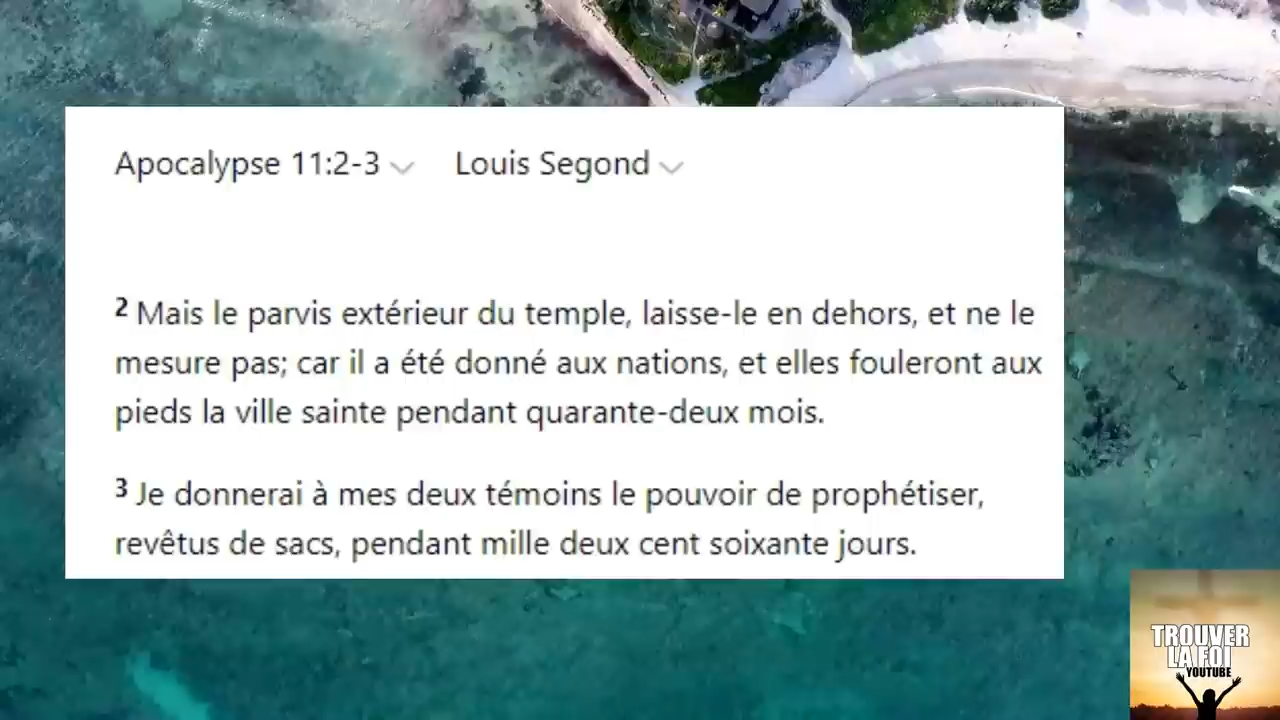 Apocalypse 11:2-3 Louis Segond
2 Mais le parvis extérieur du temple, laisse-le en dehors, et ne le
mesure pas; car il a été donné aux nations, et elles fouleront aux
pieds la ville sainte pendant quarante-deux mois.
3 Je donnerai à mes deux témoins le pouvoir de prophétiser,
revêtus de sacs, pendant mille deux cent soixante jours.
TROUVER
LA FOI
YOUTUBE